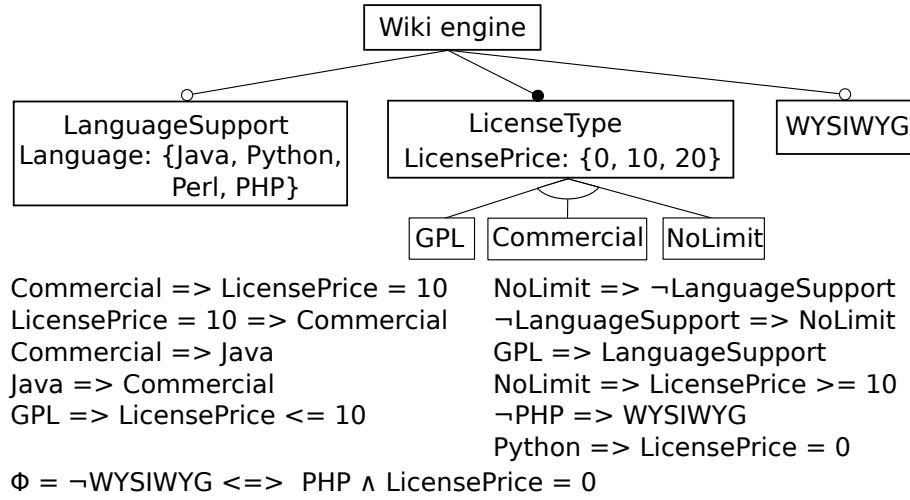 Wiki engine
LanguageSupport
Language: {Java, Python,
Perl, PHP}
LicenseType
LicensePrice: {0, 10, 20}
WYSIWYG
GPL
Commercial
NoLimit
Commercial => LicensePrice = 10
LicensePrice = 10 => Commercial
Commercial => Java
Java => Commercial
GPL => LicensePrice <= 10
NoLimit => ¬LanguageSupport
¬LanguageSupport => NoLimit
GPL => LanguageSupport
NoLimit => LicensePrice >= 10
¬PHP => WYSIWYG
Python => LicensePrice = 0
Φ = ¬WYSIWYG <=> PHP ∧ LicensePrice = 0